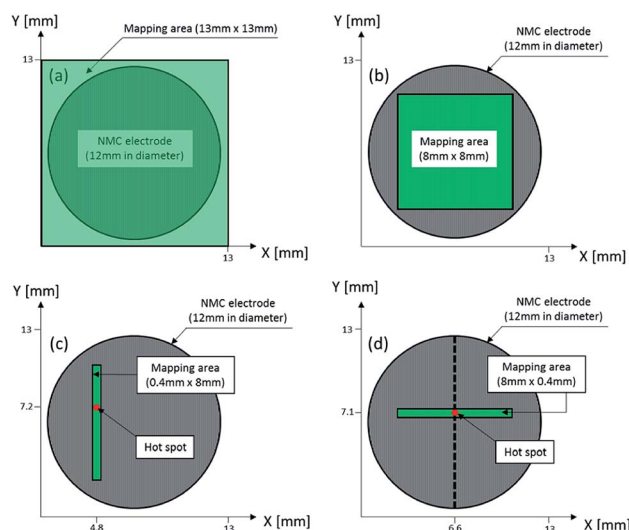 Y [mm]
Mapping area (13mm x 13mm)
13
(a)
NMC electrode
(12mm in diameter)
X [mm]
13
Y [mm]
NMC electrode
(12mm in diameter)
13
(b)
Mapping area
(8mm x 8mm)
X [mm]
13
Y [mm]
NMC electrode
(12mm in diameter)
13
(c)
Mapping area
(0.4mm x 8mm)
7.2
Hot spot
X [mm]
4.8
13
Y [mm]
NMC electrode
(12mm in diameter)
13
(d)
Mapping area
(8mm x 0.4mm)
7.1
Hot spot
X [mm]
6.6
13